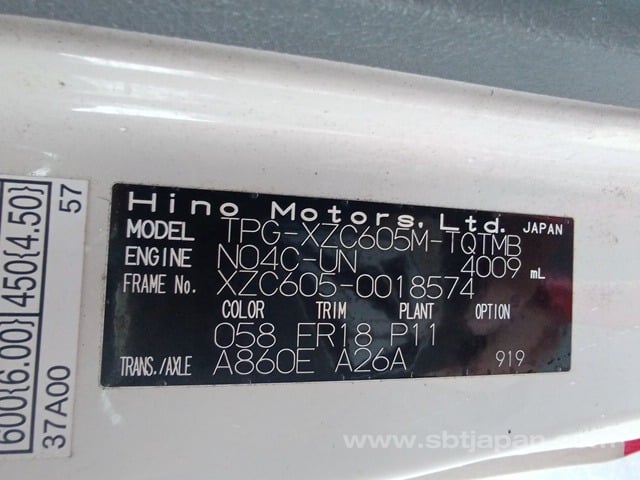 Hino Motors, Ltd. JAPAN
MODEL TPG-XZC605M-TQTMB
ENGINE N04C-UN 4009 mL
FRAME No. XZC605-0018574
COLOR TRIM PLANT OPTION
058 FR18 P11
TRANS./AXLE A860E A26A 919
600{6.00} 450{4.50}
37A00 57
www.sbtjapan.com